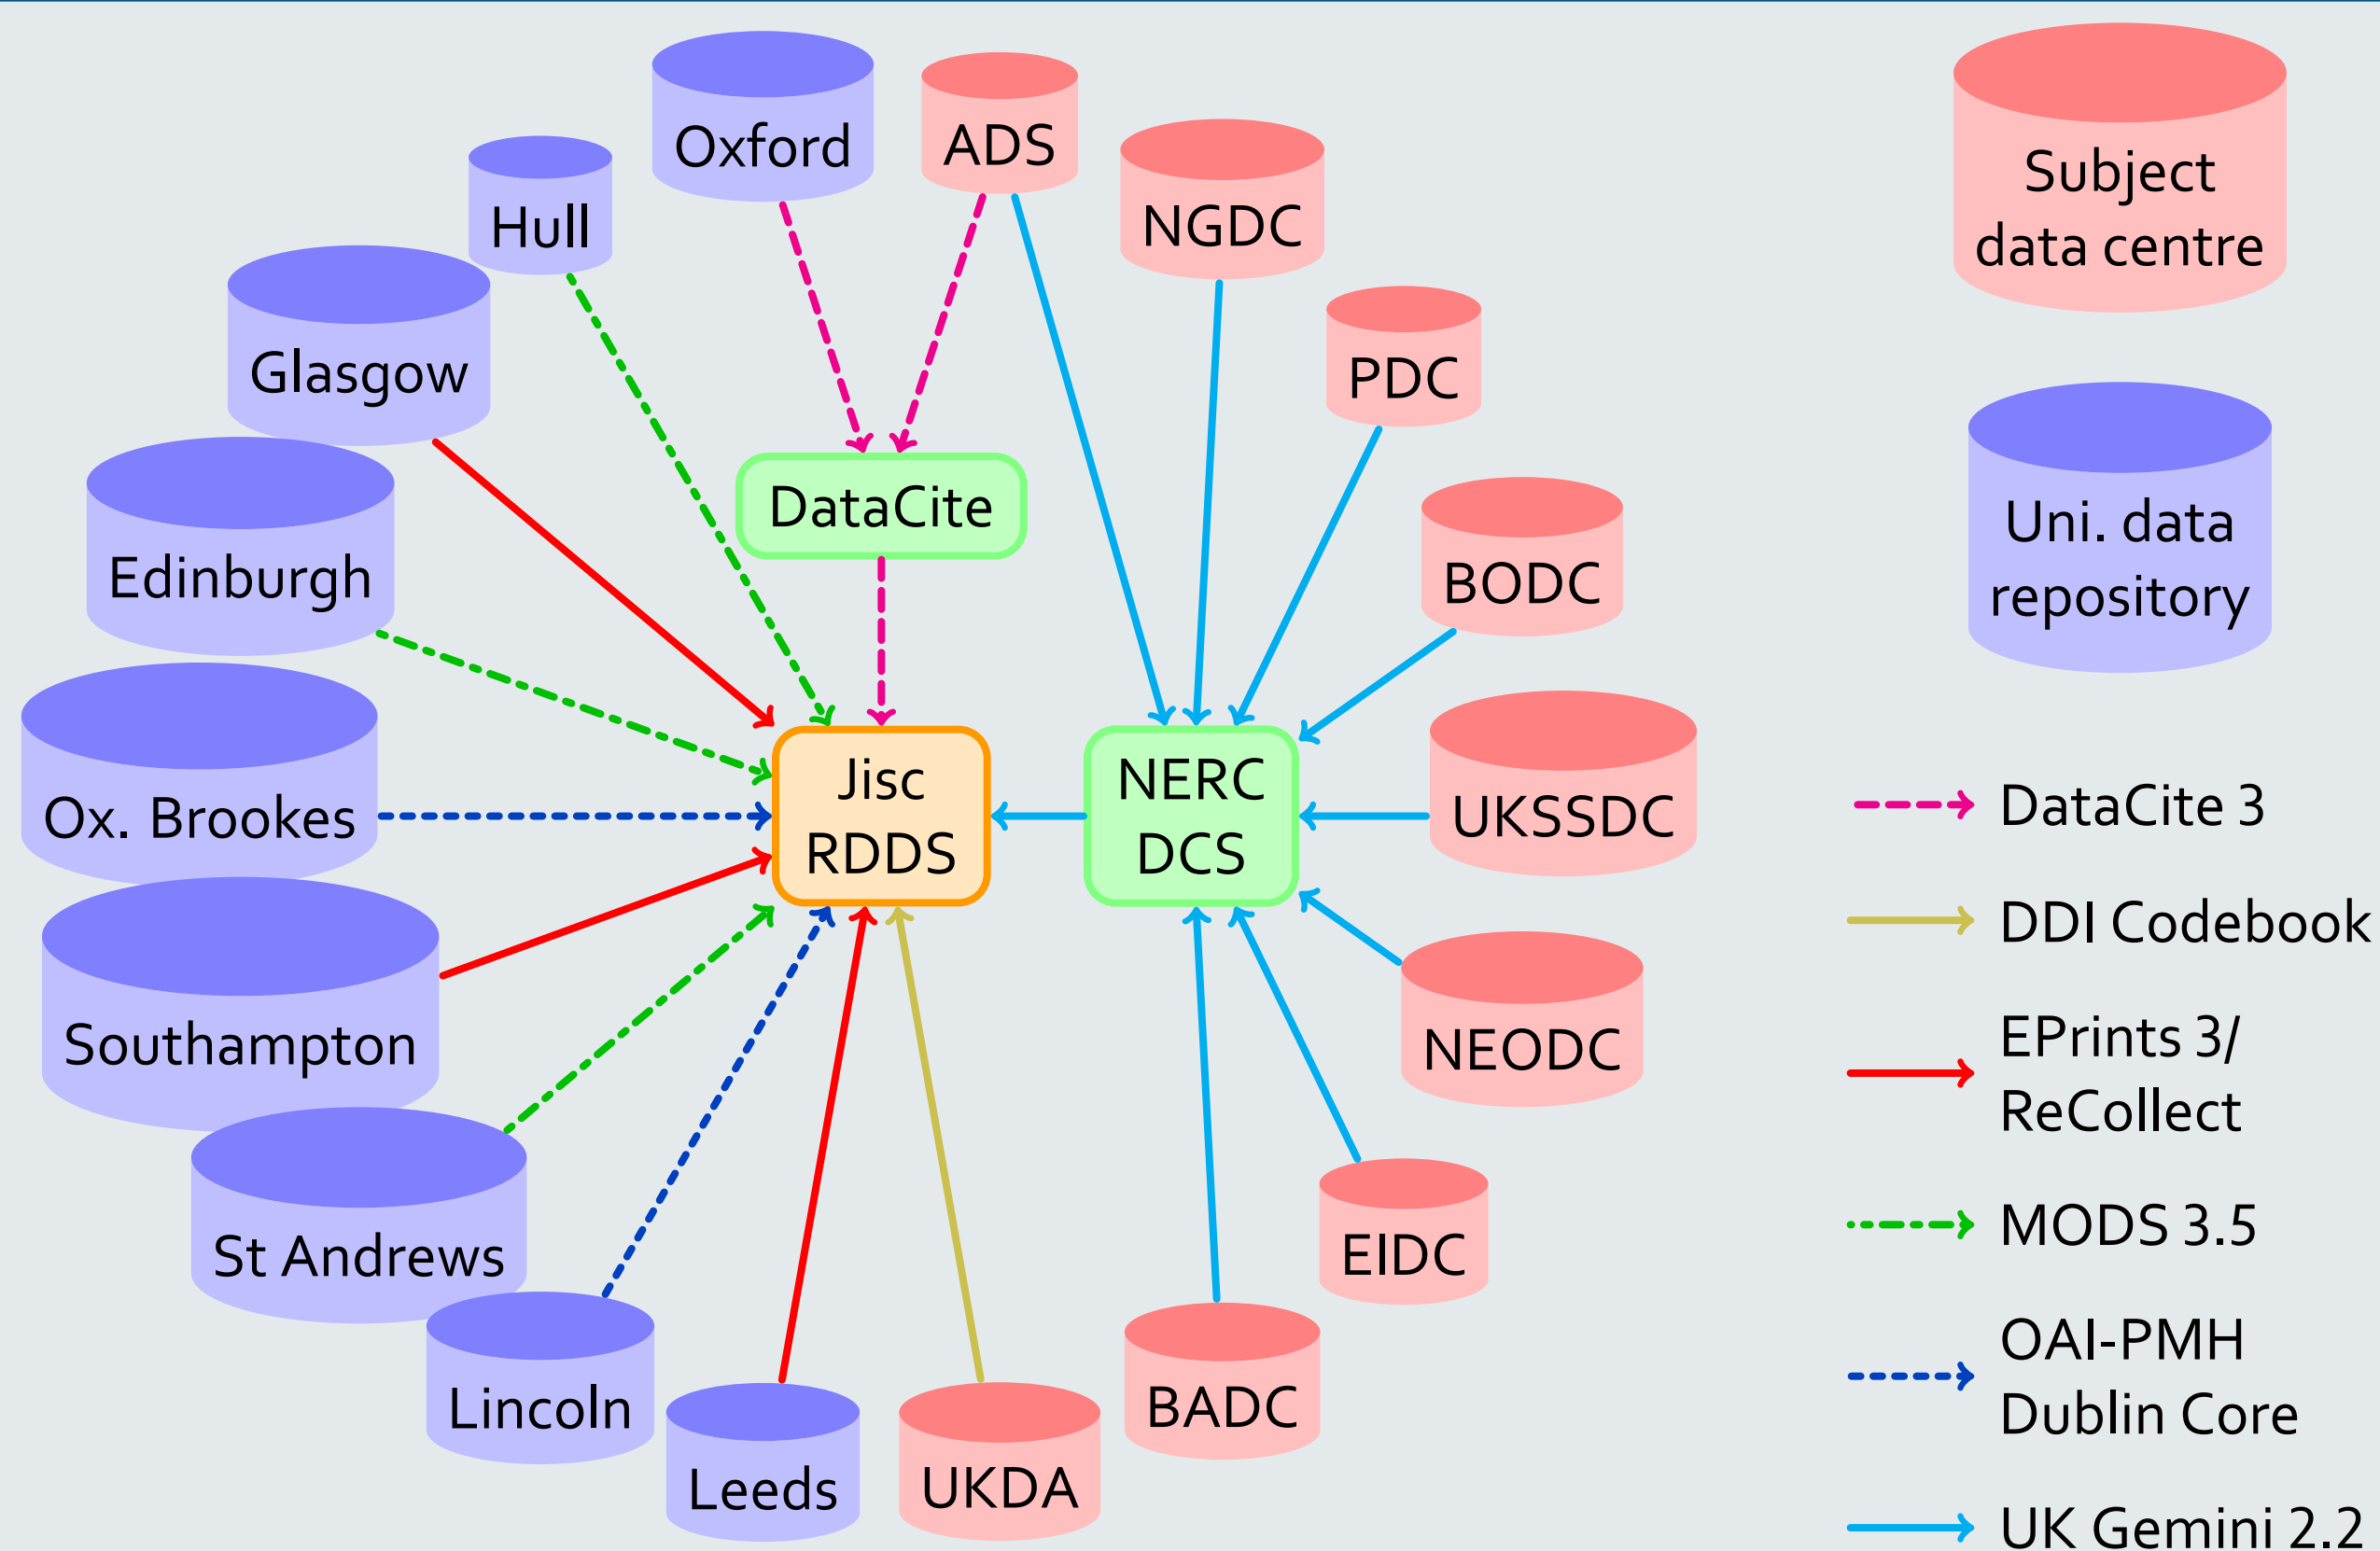 Oxford
ADS
Hull
NGDC
Glasgow
PDC
DataCite
Edinburgh
BODC
Ox. Brookes
Jisc
RDDS
NERC
DCS
UKSSDC
Southampton
NEODC
St Andrews
EIDC
Lincoln
Leeds
UKDA
BADC
Subject
data centre
Uni. data
repository
DataCite 3
DDI Codebook
EPrints 3/
ReCollect
MODS 3.5
OAI-PMH
Dublin Core
UK Gemini 2.2